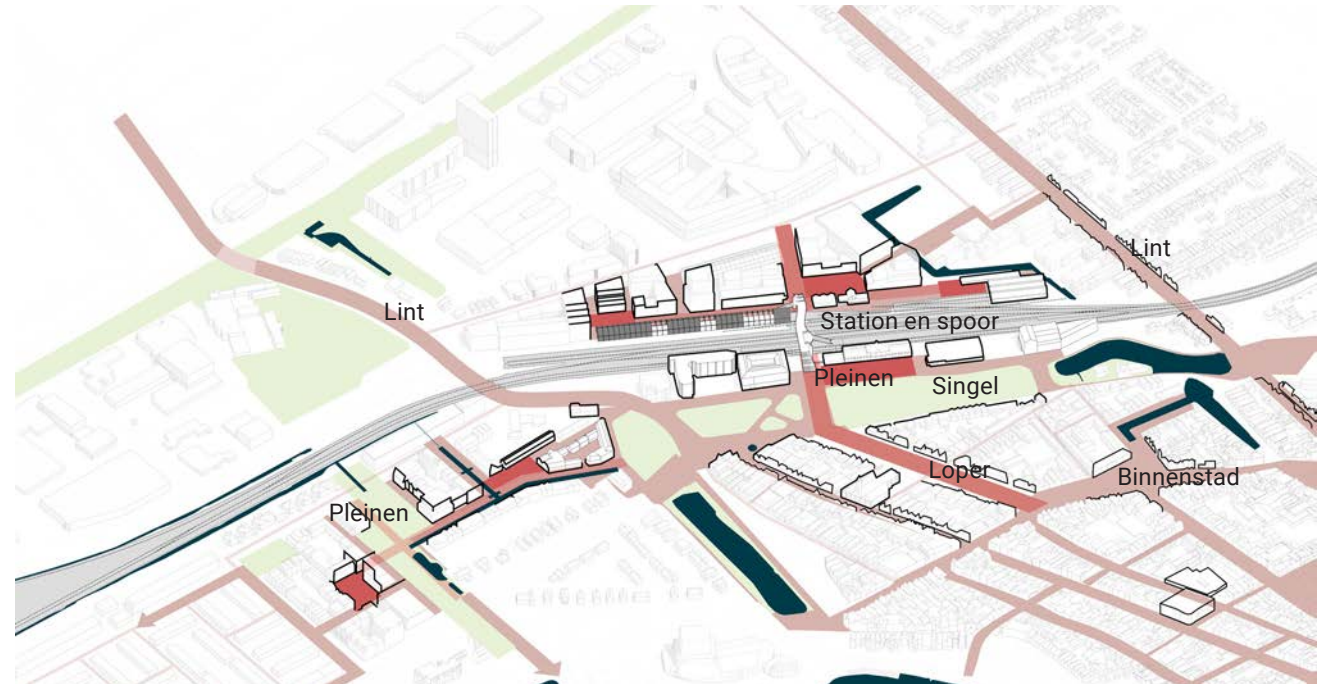 Lint
Lint
Station en spoor
Pleinen
Singel
Loper
Binnenstad
Pleinen